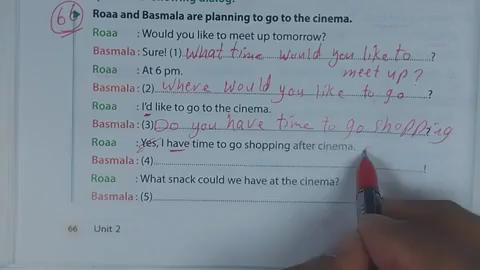 66
Roaa and Basmala are planning to go to the cinema.
Roaa : Would you like to meet up tomorrow?
Basmala : Sure! (1) What time would you like to ?
Roaa : At 6 pm. meet up?
Basmala : (2) Where would you like to go ?
Roaa : I'd like to go to the cinema.
Basmala : (3) Do you have time to go shopping ?
Roaa : Yes, I have time to go shopping after cinema.
Basmala : (4) !
Roaa : What snack could we have at the cinema?
Basmala : (5)
66 Unit 2